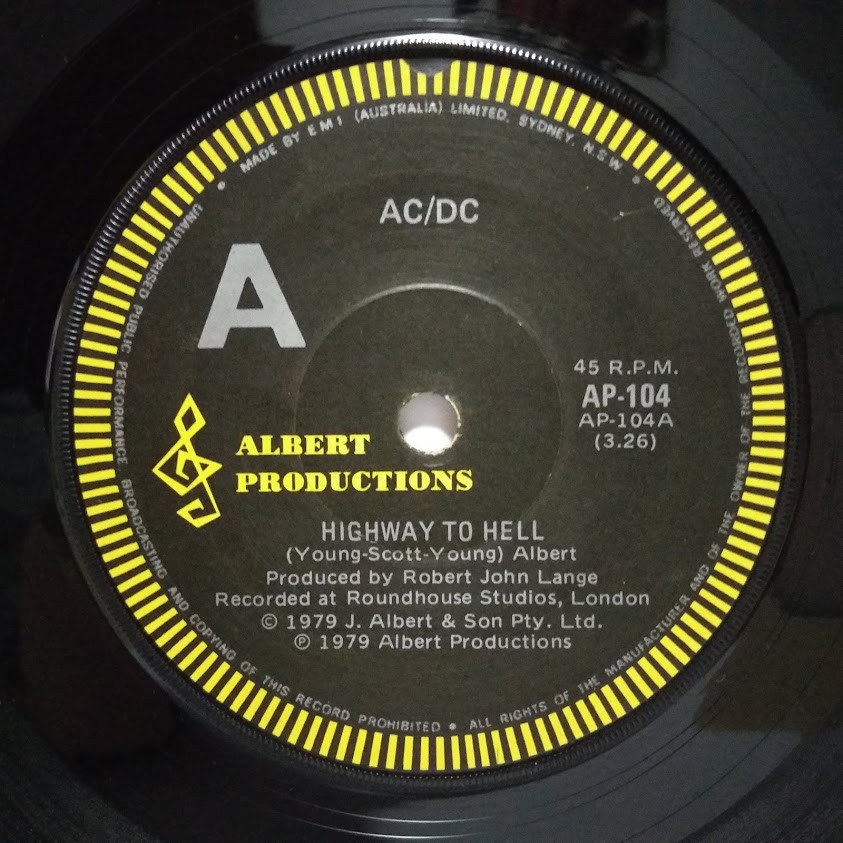 MADE BY EMI (AUSTRALIA) LIMITED. SYDNEY. N.S.W
AC/DC
A
45 R.P.M.
AP-104
AP-104A
(3.26)
ALBERT
PRODUCTIONS
HIGHWAY TO HELL
(Young-Scott-Young) Albert
Produced by Robert John Lange
Recorded at Roundhouse Studios, London
© 1979 J. Albert & Son Pty. Ltd.
℗ 1979 Albert Productions
UNAUTHORISED PUBLIC PERFORMANCE BROADCASTING AND COPYING OF THIS RECORD PROHIBITED • ALL RIGHTS OF THE MANUFACTURER AND OF THE OWNER OF THE RECORDED WORK RESERVED